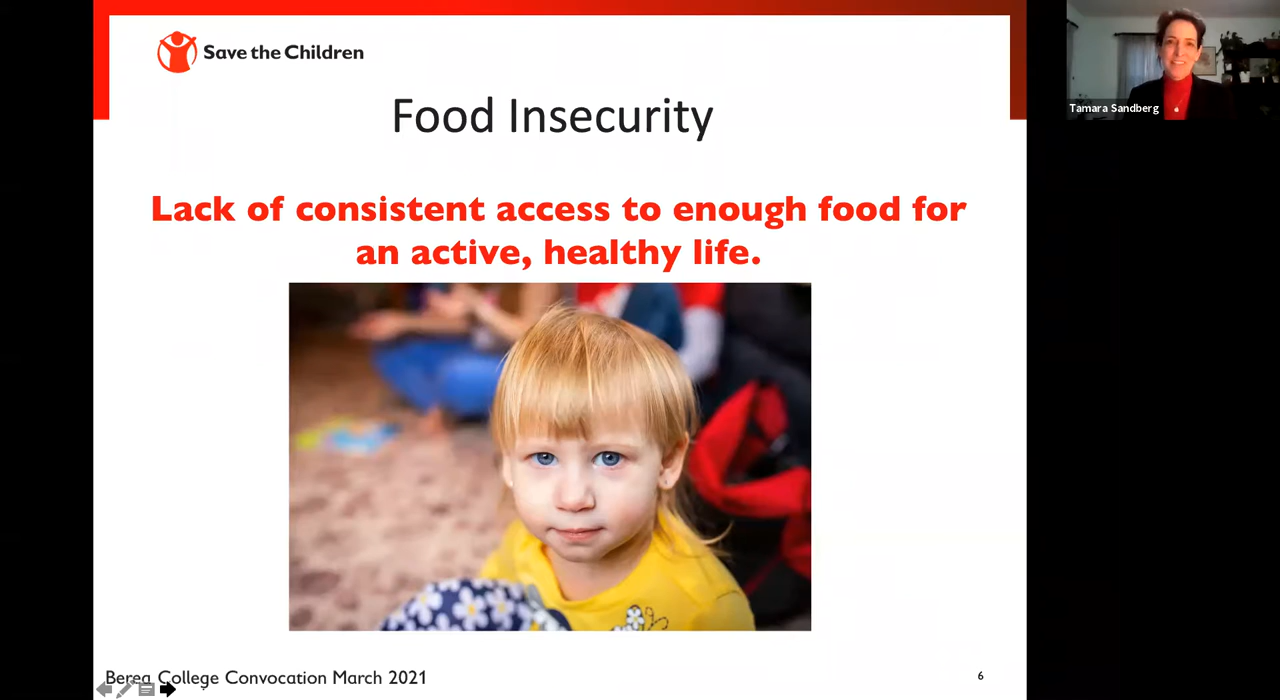 Save the Children
Food Insecurity
Lack of consistent access to enough food for
an active, healthy life.
Berea College Convocation March 2021
6
Tamara Sandberg